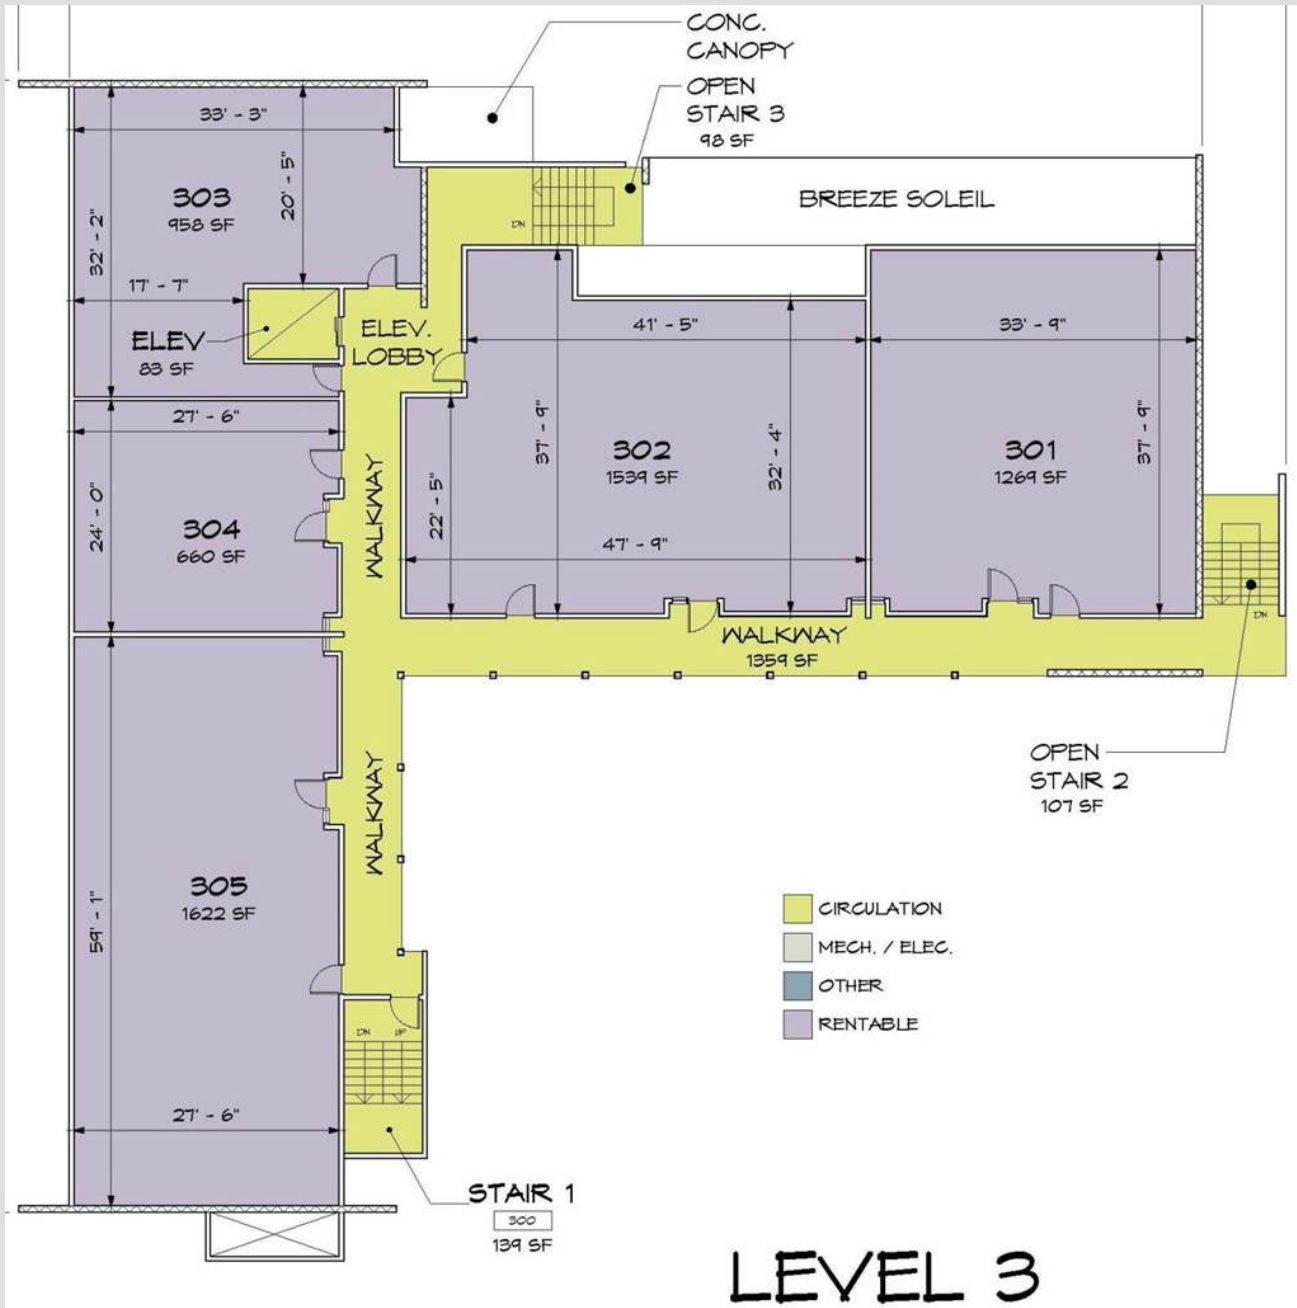 CONC.
CANOPY
OPEN
STAIR 3
98 SF
33' - 3"
20' - 5"
303
958 SF
32' - 2"
BREEZE SOLEIL
DN
17' - 7"
ELEV
83 SF
ELEV.
LOBBY
41' - 5"
33' - 9"
27' - 6"
37' - 9"
302
1539 SF
32' - 4"
301
1269 SF
37' - 9"
22' - 5"
WALKWAY
24' - 0"
304
660 SF
47' - 9"
DN
WALKWAY
1359 SF
OPEN
STAIR 2
107 SF
WALKWAY
305
1622 SF
59' - 1"
CIRCULATION
MECH. / ELEC.
OTHER
RENTABLE
DN
UP
27' - 6"
STAIR 1
300
139 SF
LEVEL 3